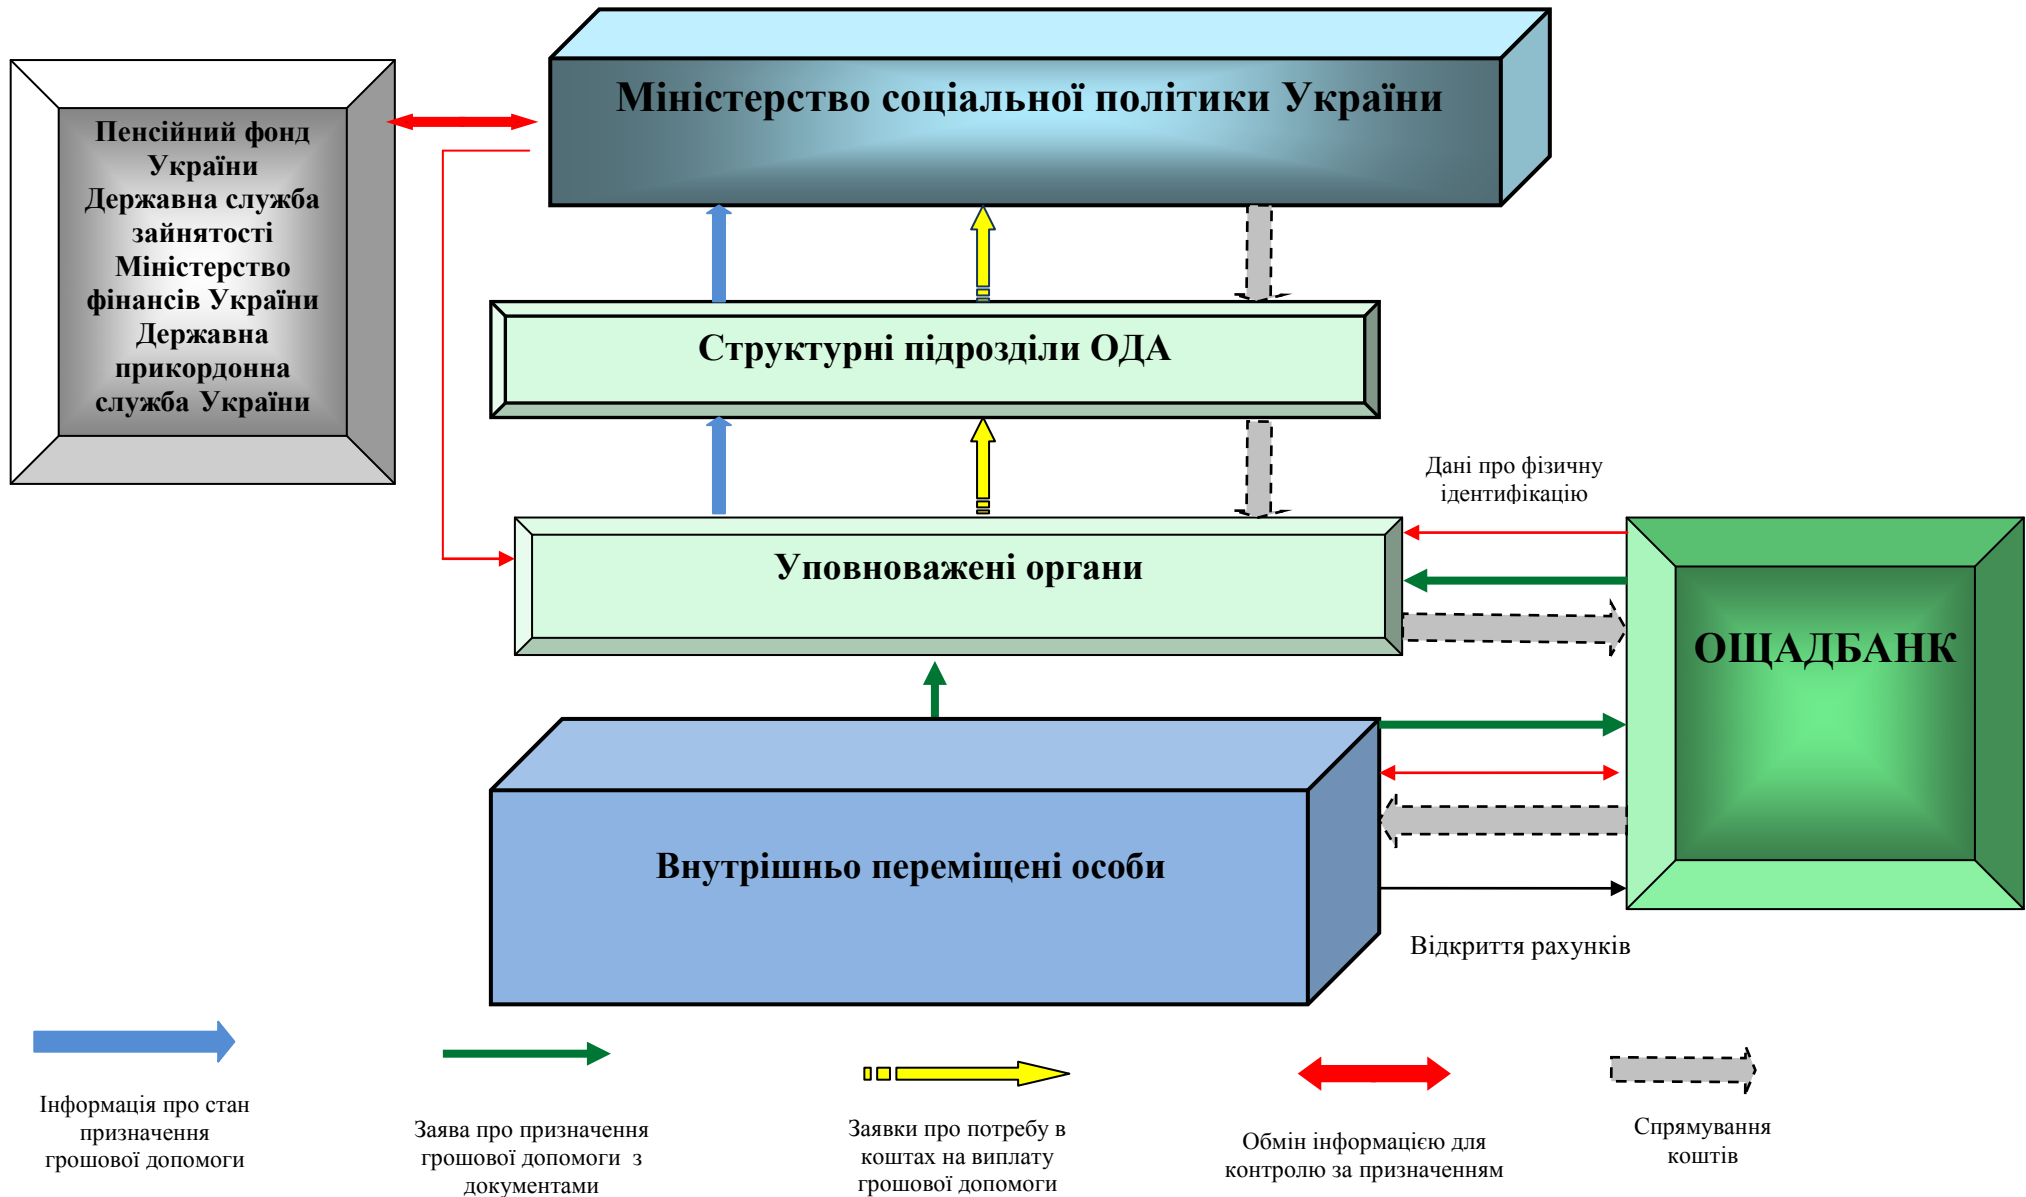 Міністерство соціальної політики України
Пенсійний фонд
України
Державна служба
зайнятості
Міністерство
фінансів України
Державна
прикордонна
служба України
Структурні підрозділи ОДА
Дані про фізичну
ідентифікацію
Уповноважені органи
ОЩАДБАНК
Внутрішньо переміщені особи
Відкриття рахунків
Інформація про стан
призначення
грошової допомоги
Заява про призначення
грошової допомоги з
документами
Заявки про потребу в
коштах на виплату
грошової допомоги
Обмін інформацією для
контролю за призначенням
Спрямування
коштів